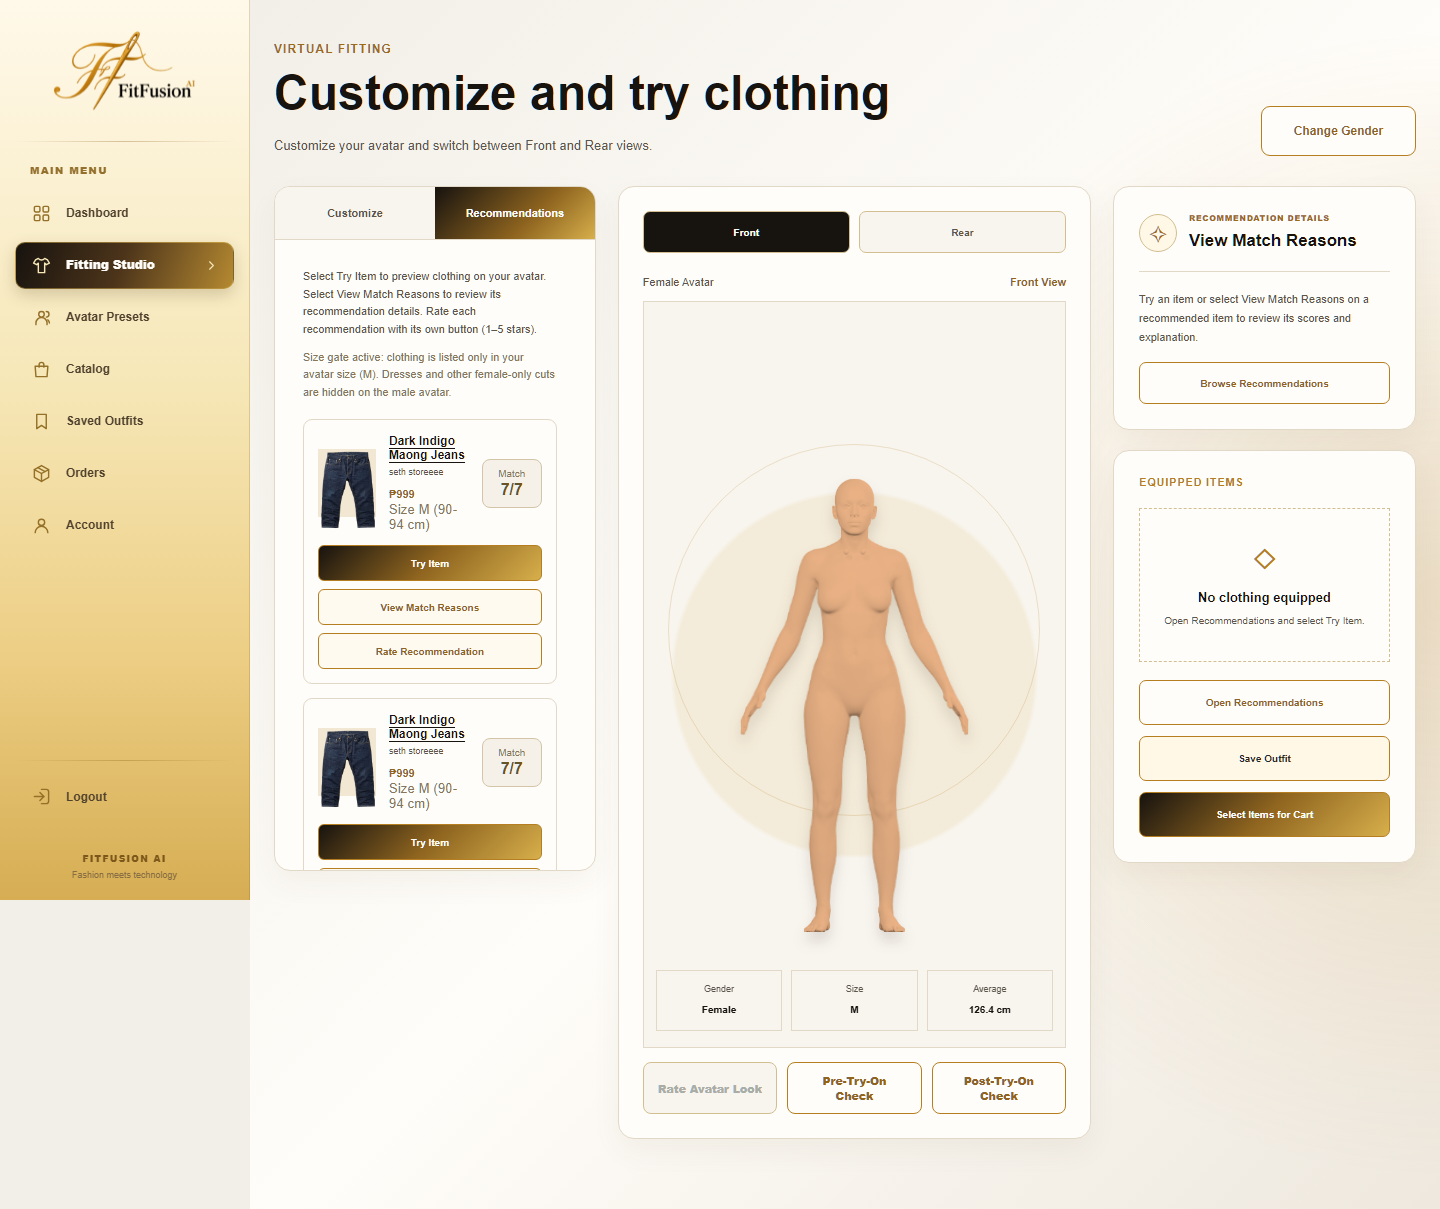 FitFusion AI
MAIN MENU
Dashboard
Fitting Studio
Avatar Presets
Catalog
Saved Outfits
Orders
Account
Logout
FITFUSION AI
Fashion meets technology
VIRTUAL FITTING
Customize and try clothing
Customize your avatar and switch between Front and Rear views.
Change Gender
Customize
Recommendations
Select Try Item to preview clothing on your avatar.
Select View Match Reasons to review its
recommendation details. Rate each
recommendation with its own button (1–5 stars).
Size gate active: clothing is listed only in your
avatar size (M). Dresses and other female-only cuts
are hidden on the male avatar.
Dark Indigo
Maong Jeans
seth storeeee
₱999
Size M (90-
94 cm)
Match
7/7
Try Item
View Match Reasons
Rate Recommendation
Dark Indigo
Maong Jeans
seth storeeee
₱999
Size M (90-
94 cm)
Match
7/7
Try Item
Front
Rear
Female Avatar
Front View
Gender
Female
Size
M
Average
126.4 cm
Rate Avatar Look
Pre-Try-On
Check
Post-Try-On
Check
RECOMMENDATION DETAILS
View Match Reasons
Try an item or select View Match Reasons on a
recommended item to review its scores and
explanation.
Browse Recommendations
EQUIPPED ITEMS
No clothing equipped
Open Recommendations and select Try Item.
Open Recommendations
Save Outfit
Select Items for Cart